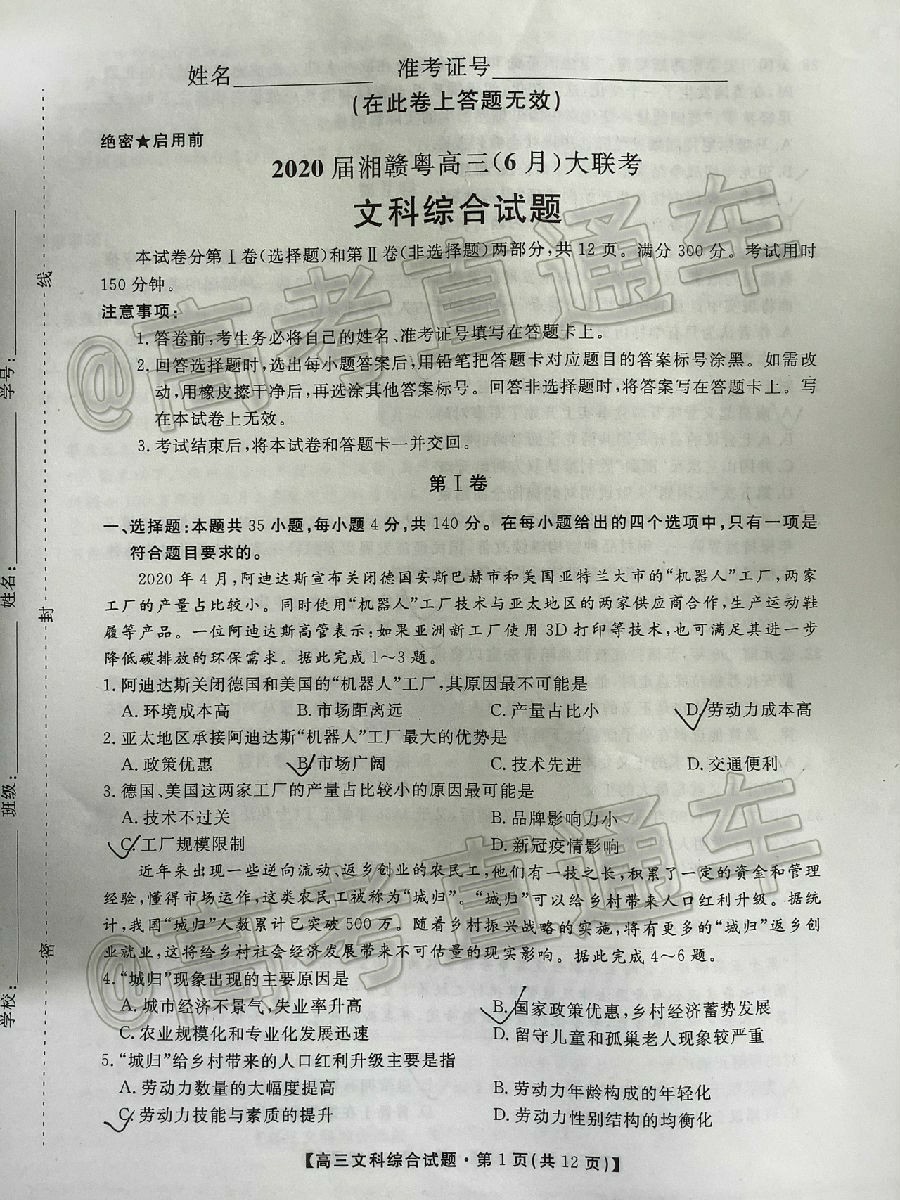 姓名 准考证号
(在此卷上答题无效)
绝密★启用前
2020届湘赣粤高三(6月)大联考
文科综合试题
本试卷分第Ⅰ卷(选择题)和第Ⅱ卷(非选择题)两部分,共12页。满分300分。考试用时
150分钟。
注意事项:
1.答卷前,考生务必将自己的姓名、准考证号填写在答题卡上。
2.回答选择题时,选出每小题答案后,用铅笔把答题卡对应题目的答案标号涂黑。如需改
动,用橡皮擦干净后,再选涂其他答案标号。回答非选择题时,将答案写在答题卡上。写
在本试卷上无效。
3.考试结束后,将本试卷和答题卡一并交回。
第Ⅰ卷
一、选择题:本题共35小题,每小题4分,共140分。在每小题给出的四个选项中,只有一项是
符合题目要求的。
2020年4月,阿迪达斯宣布关闭德国安斯巴赫市和美国亚特兰大市的“机器人”工厂,两家
工厂的产量占比较小。同时使用“机器人”工厂技术与亚太地区的两家供应商合作,生产运动鞋
履等产品。一位阿迪达斯高管表示:如果亚洲新工厂使用3D打印等技术,也可满足其进一步
降低碳排放的环保需求。据此完成1~3题。
1.阿迪达斯关闭德国和美国的“机器人”工厂,其原因最不可能是
A.环境成本高 B.市场距离远 C.产量占比小 D.劳动力成本高
2.亚太地区承接阿迪达斯“机器人”工厂最大的优势是
A.政策优惠 B.市场广阔 C.技术先进 D.交通便利
3.德国、美国这两家工厂的产量占比较小的原因最可能是
A.技术不过关 B.品牌影响力小
C.工厂规模限制 D.新冠疫情影响
近年来出现一些逆向流动、返乡创业的农民工,他们有一技之长,积累了一定的资金和管理
经验,懂得市场运作,这类农民工被称为“城归”。“城归”可以给乡村带来人口红利升级。据统
计,我国“城归”人数累计已突破500万。随着乡村振兴战略的实施,将有更多的“城归”返乡创
业就业,这将给乡村社会经济发展带来不可估量的现实影响。据此完成4~6题。
4.“城归”现象出现的主要原因是
A.城市经济不景气,失业率升高 B.国家政策优惠,乡村经济蓄势发展
C.农业规模化和专业化发展迅速 D.留守儿童和孤巢老人现象较严重
5.“城归”给乡村带来的人口红利升级主要是指
A.劳动力数量的大幅度提高 B.劳动力年龄构成的年轻化
C.劳动力技能与素质的提升 D.劳动力性别结构的均衡化
【高三文科综合试题·第1页(共12页)】
学校: 班级: 姓名: 学号:
密 封 线
@高考直通车
@高考直通车